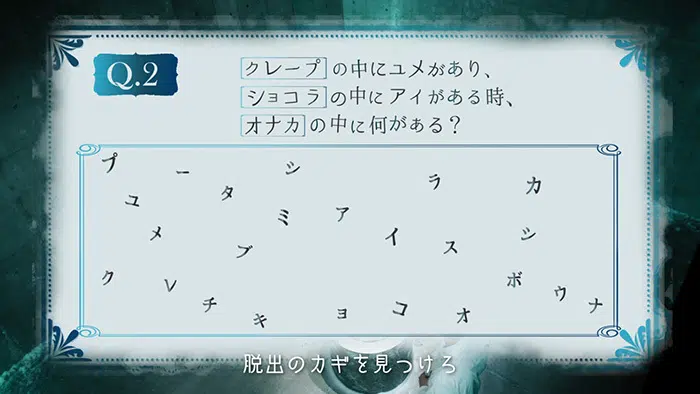 Q.2
クレープの中にユメがあり、
ショコラの中にアイがある時、
オナカの中に何がある？
プ ー シ ラ カ
ユ タ ミ ア
メ ブ イ ス シ
ク レ チ キ ョ コ オ ボ ウ ナ
脱出のカギを見つけろ